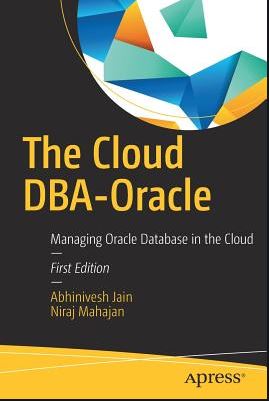 The Cloud
DBA-Oracle
Managing Oracle Database in the Cloud
—
First Edition
—
Abhinivesh Jain
Niraj Mahajan
Apress®